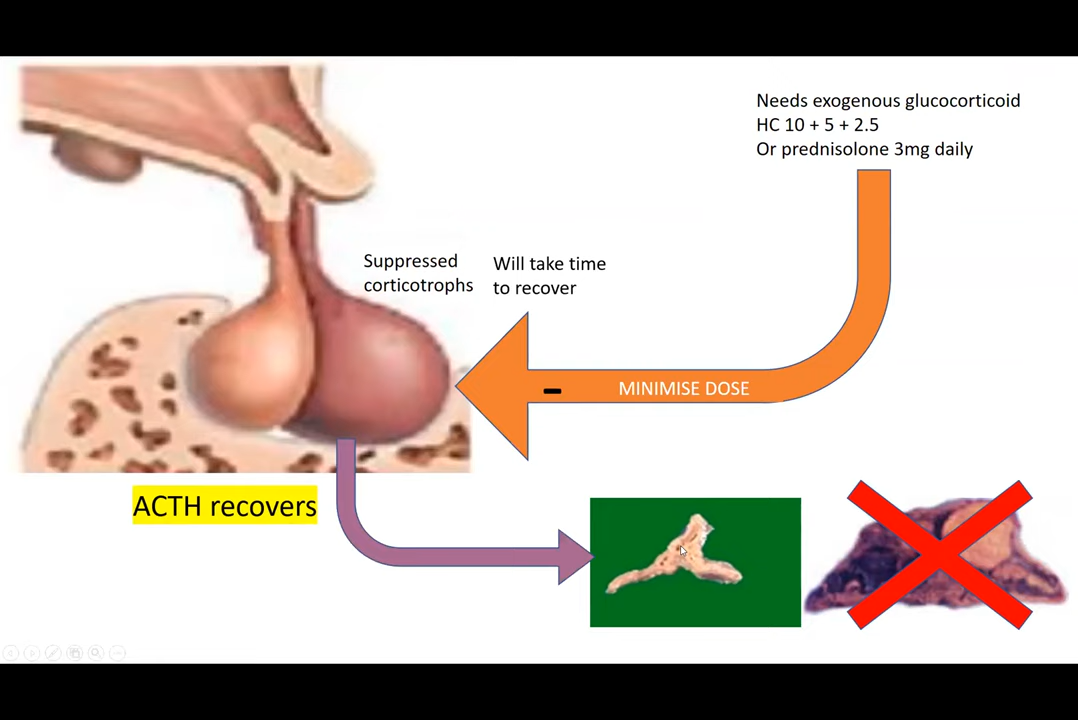 Needs exogenous glucocorticoid
HC 10 + 5 + 2.5
Or prednisolone 3mg daily
Suppressed
corticotrophs
Will take time
to recover
- MINIMISE DOSE
ACTH recovers